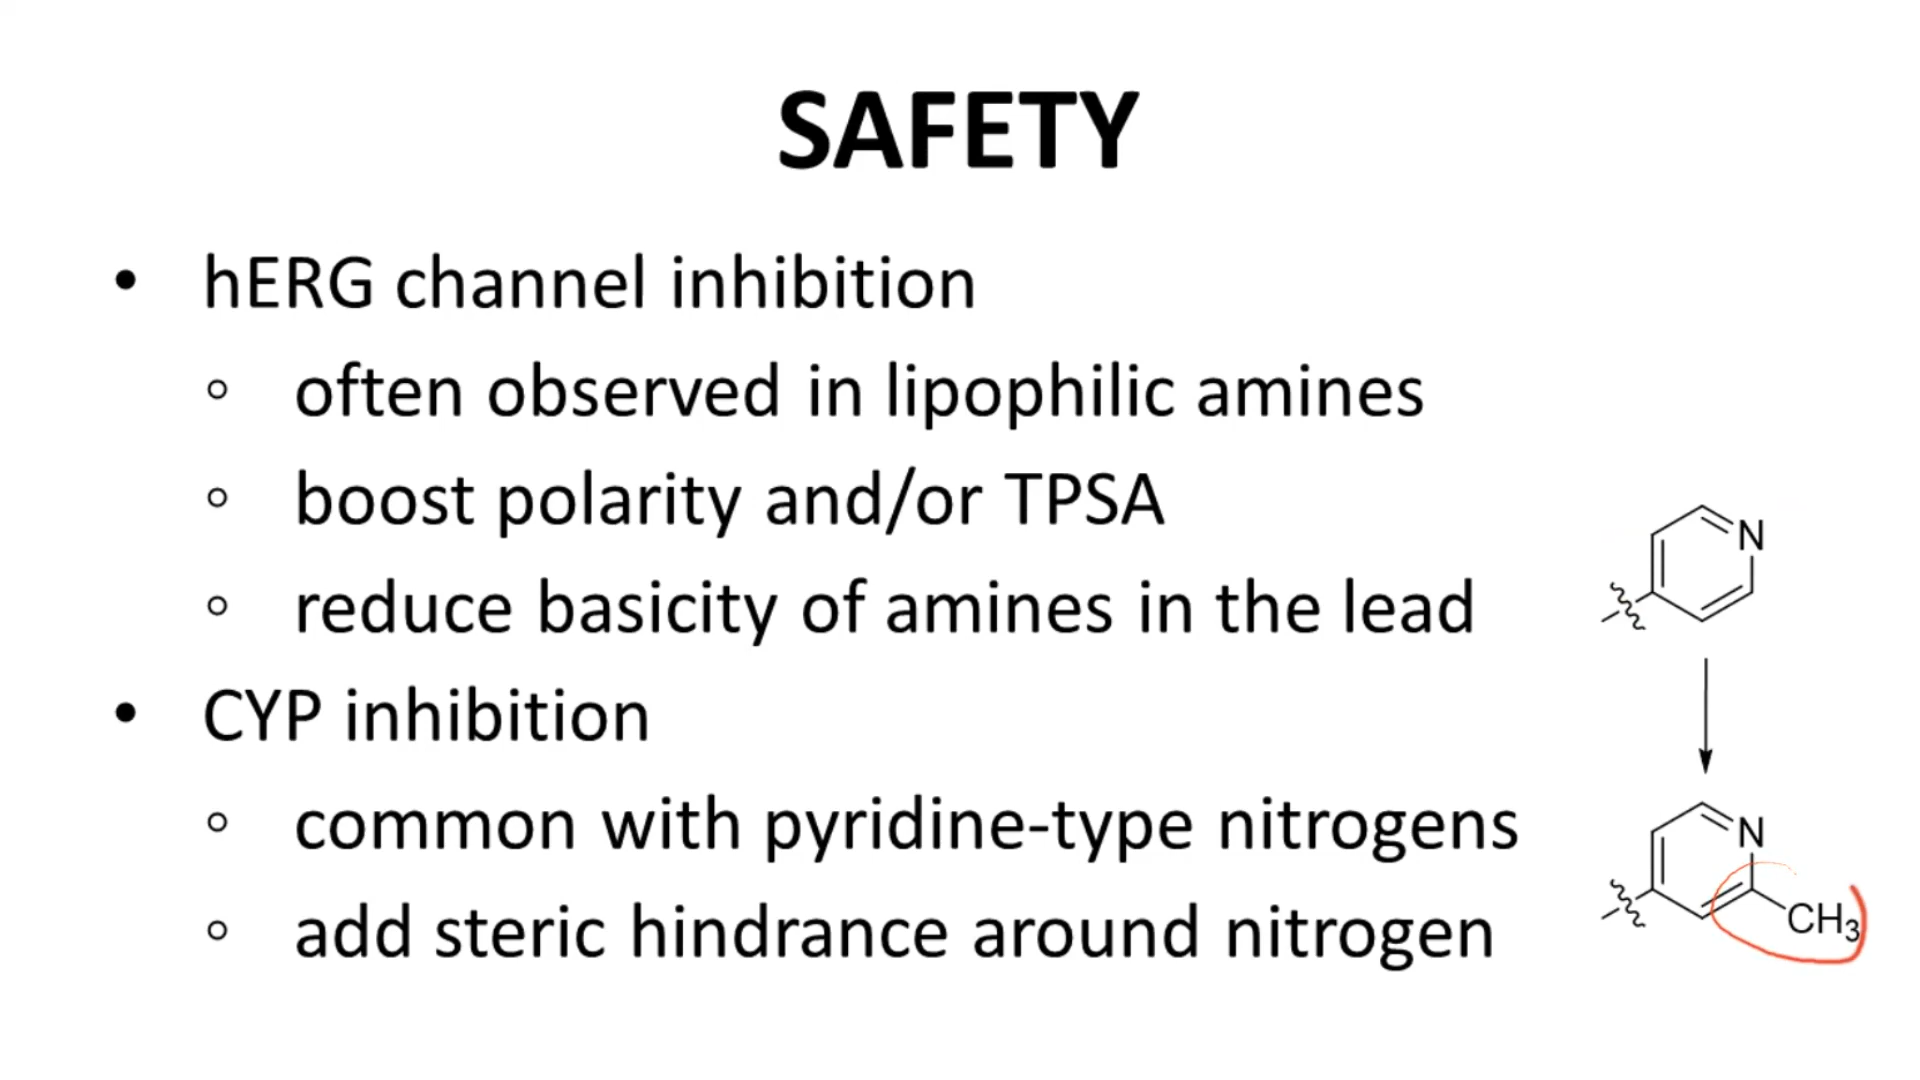 SAFETY
• hERG channel inhibition
◦ often observed in lipophilic amines
◦ boost polarity and/or TPSA
◦ reduce basicity of amines in the lead
• CYP inhibition
◦ common with pyridine-type nitrogens
◦ add steric hindrance around nitrogen
N
N
CH₃